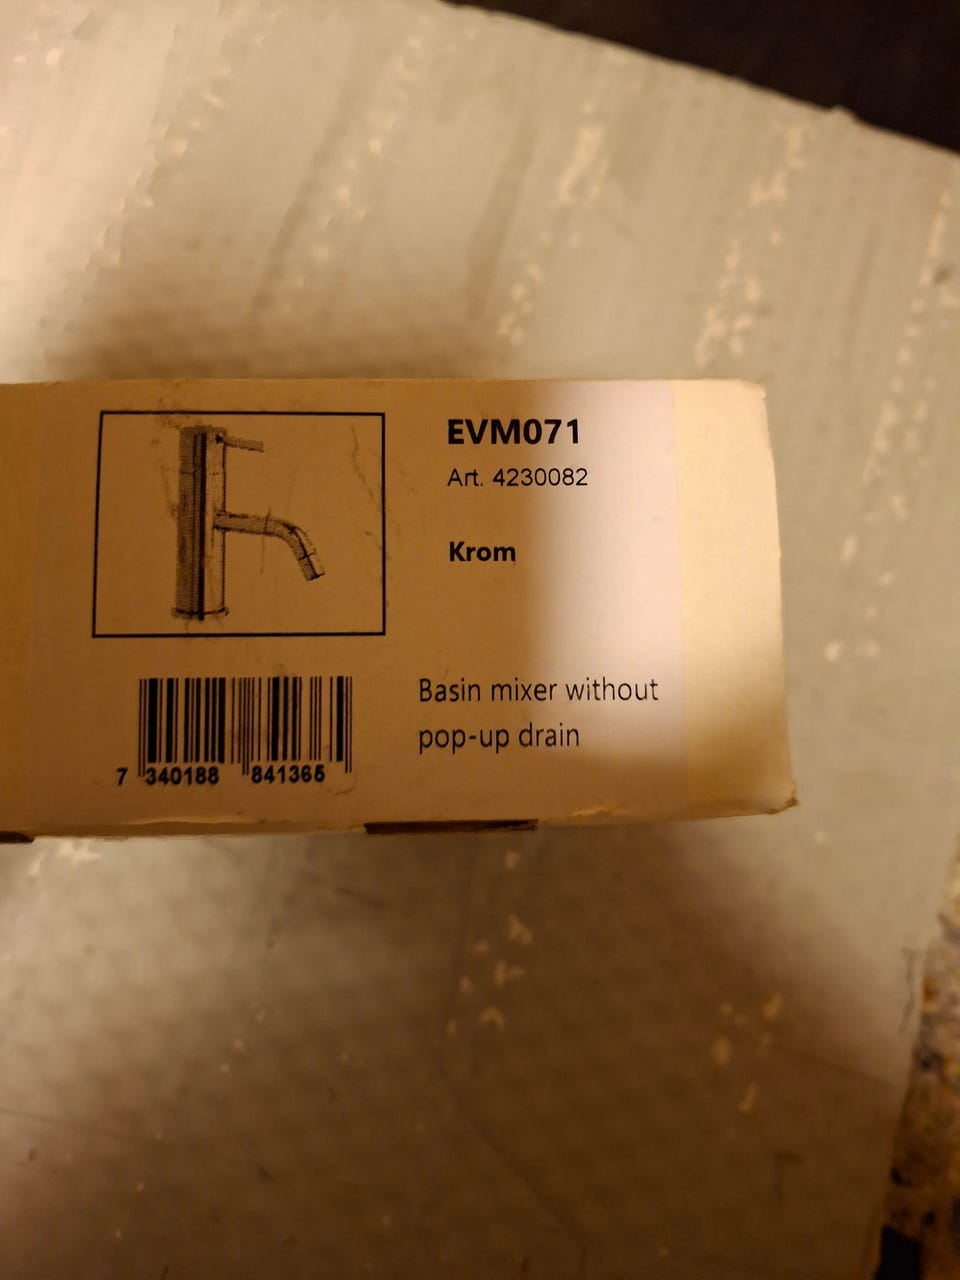 EVM071
Art. 4230082
Krom
Basin mixer without
pop-up drain
7 340188 841365